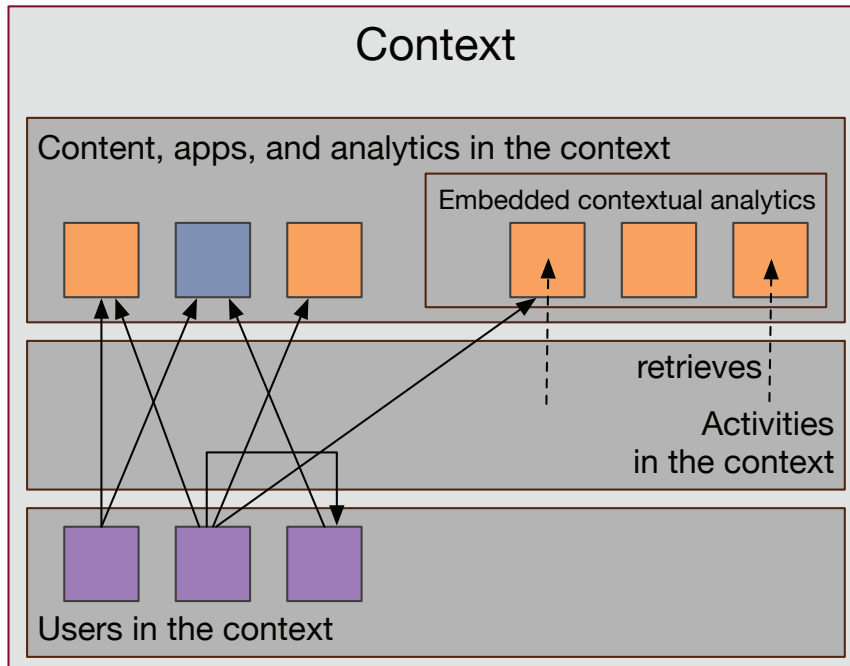 Context
Content, apps, and analytics in the context
Embedded contextual analytics
retrieves
Activities
in the context
Users in the context